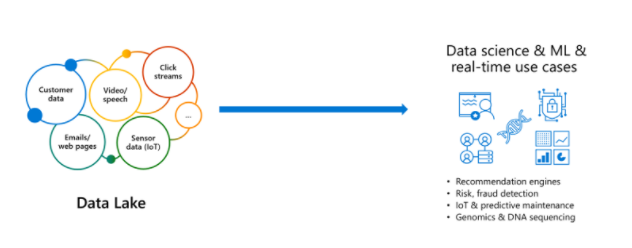 Customer
data
Video/
speech
Click
streams
...
Emails/
web pages
Sensor
data (IoT)
Data Lake
Data science & ML &
real-time use cases
• Recommendation engines
• Risk, fraud detection
• IoT & predictive maintenance
• Genomics & DNA sequencing